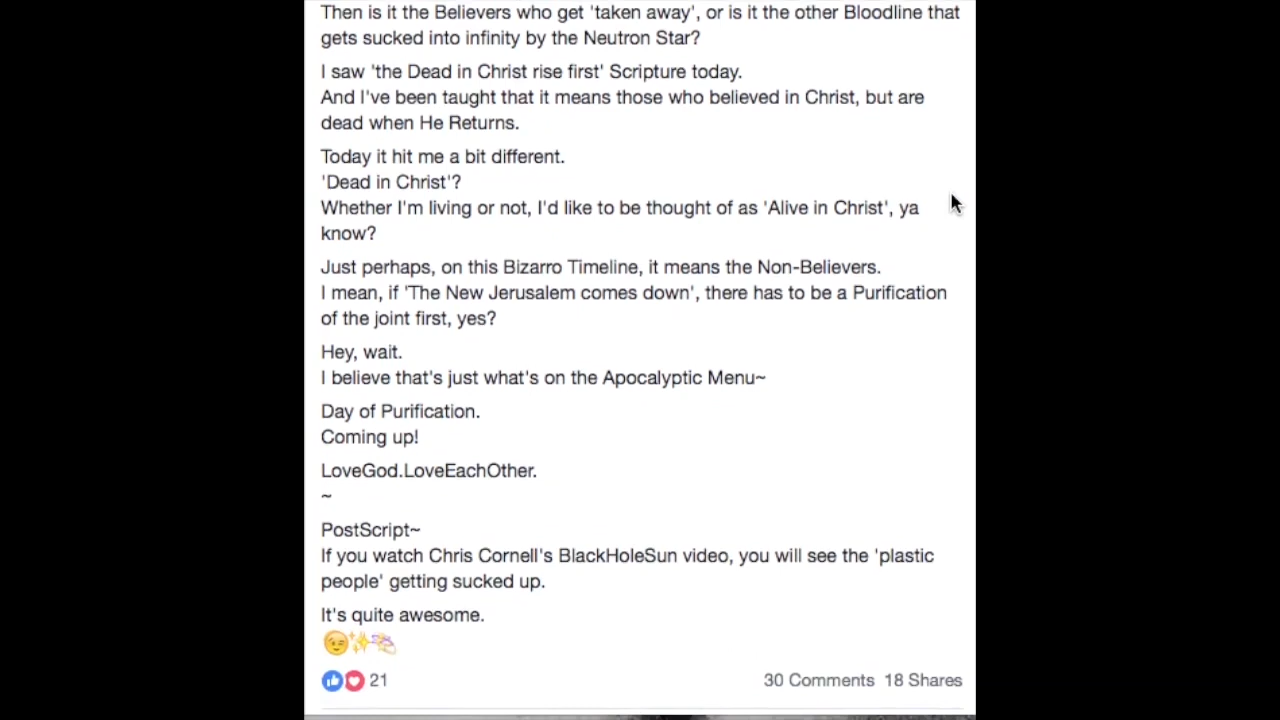 Then is it the Believers who get 'taken away', or is it the other Bloodline that
gets sucked into infinity by the Neutron Star?
I saw 'the Dead in Christ rise first' Scripture today.
And I've been taught that it means those who believed in Christ, but are
dead when He Returns.
Today it hit me a bit different.
'Dead in Christ'?
Whether I'm living or not, I'd like to be thought of as 'Alive in Christ', ya
know?
Just perhaps, on this Bizarro Timeline, it means the Non-Believers.
I mean, if 'The New Jerusalem comes down', there has to be a Purification
of the joint first, yes?
Hey, wait.
I believe that's just what's on the Apocalyptic Menu~
Day of Purification.
Coming up!
LoveGod.LoveEachOther.
~
PostScript~
If you watch Chris Cornell's BlackHoleSun video, you will see the 'plastic
people' getting sucked up.
It's quite awesome.
21
30 Comments 18 Shares